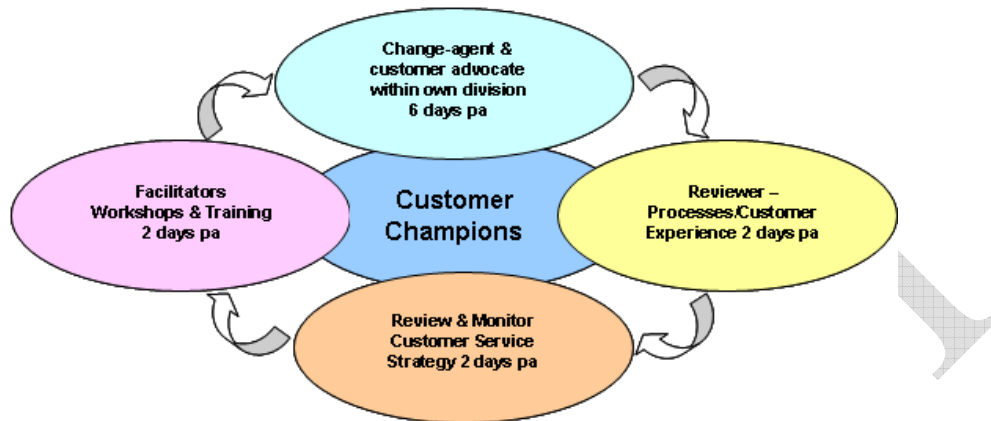 Change-agent &
customer advocate
within own division
6 days pa
Facilitators
Workshops & Training
2 days pa
Customer
Champions
Reviewer –
Processes/Customer
Experience 2 days pa
Review & Monitor
Customer Service
Strategy 2 days pa